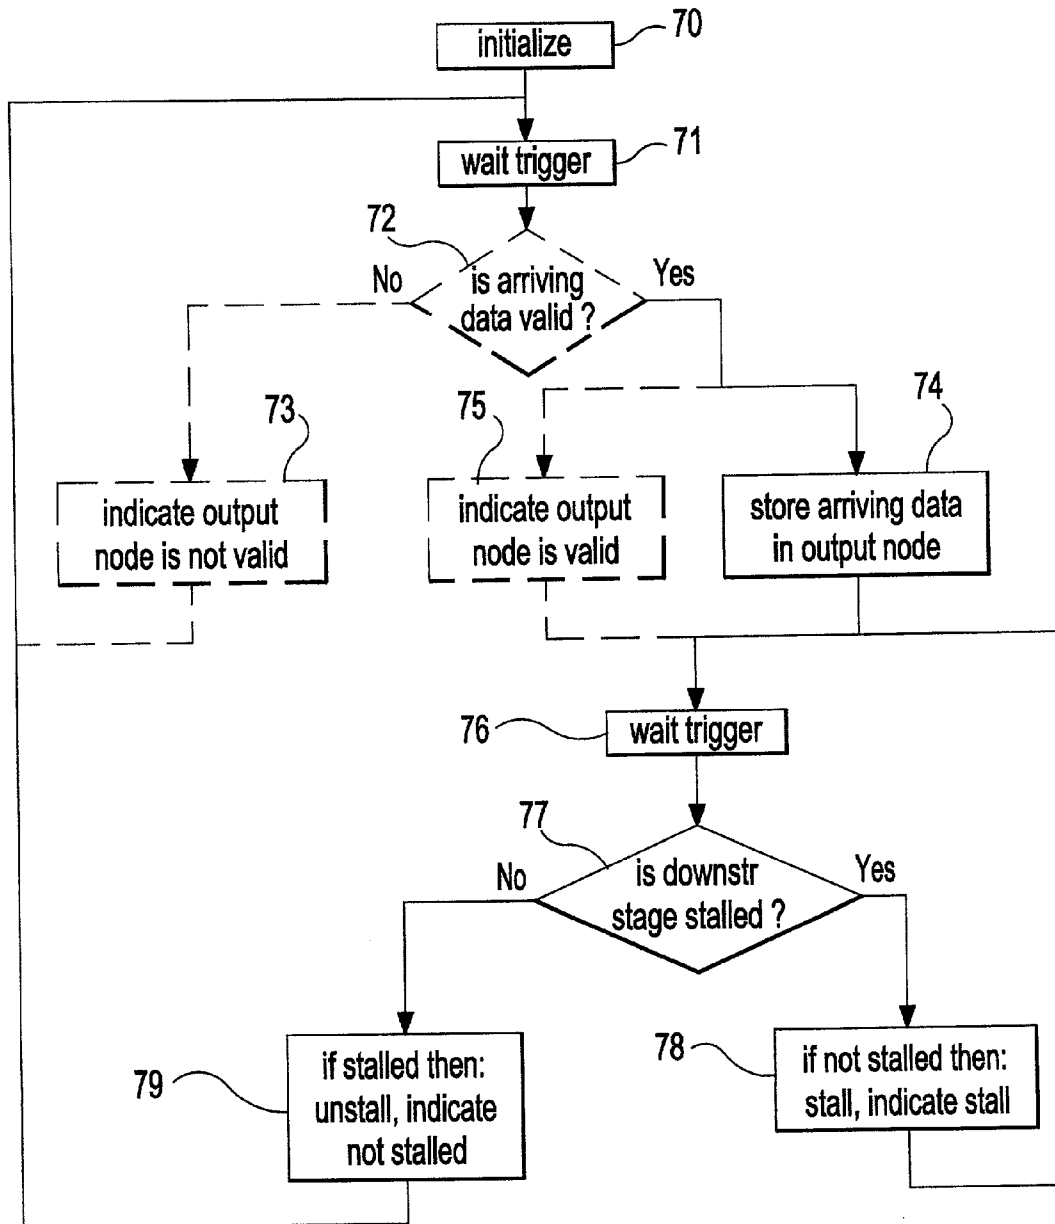 initialize
70
wait trigger
71
72
No
Yes
is arriving
data valid ?
73
75
74
indicate output
node is not valid
indicate output
node is valid
store arriving data
in output node
76
wait trigger
77
No
Yes
is downstr
stage stalled ?
79
if stalled then:
unstall, indicate
not stalled
78
if not stalled then:
stall, indicate stall